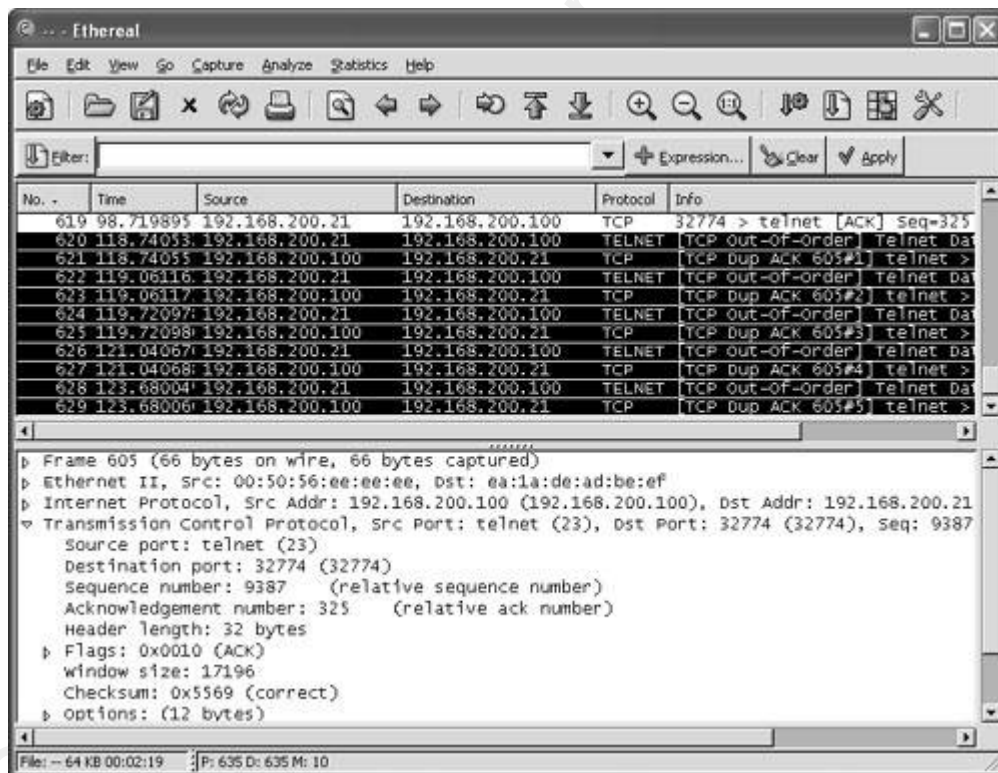 -- - Ethereal
File Edit View Go Capture Analyze Statistics Help
Filter: Expression... Clear Apply
No. - Time Source Destination Protocol Info
619 98.719895 192.168.200.21 192.168.200.100 TCP 32774 > telnet [ACK] Seq=325
620 118.74053 192.168.200.21 192.168.200.100 TELNET [TCP Out-Of-Order] Telnet Dat
621 118.74055 192.168.200.100 192.168.200.21 TCP [TCP Dup ACK 605#1] telnet >
622 119.06116 192.168.200.21 192.168.200.100 TELNET [TCP Out-Of-Order] Telnet Dat
623 119.06117 192.168.200.100 192.168.200.21 TCP [TCP Dup ACK 605#2] telnet >
624 119.72097 192.168.200.21 192.168.200.100 TELNET [TCP Out-Of-Order] Telnet Dat
625 119.72098 192.168.200.100 192.168.200.21 TCP [TCP Dup ACK 605#3] telnet >
626 121.04067 192.168.200.21 192.168.200.100 TELNET [TCP Out-Of-Order] Telnet Dat
627 121.04068 192.168.200.100 192.168.200.21 TCP [TCP Dup ACK 605#4] telnet >
628 123.68004 192.168.200.21 192.168.200.100 TELNET [TCP Out-Of-Order] Telnet Dat
629 123.68006 192.168.200.100 192.168.200.21 TCP [TCP Dup ACK 605#5] telnet >
Frame 605 (66 bytes on wire, 66 bytes captured)
Ethernet II, Src: 00:50:56:ee:ee:ee, Dst: ea:1a:de:ad:be:ef
Internet Protocol, Src Addr: 192.168.200.100 (192.168.200.100), Dst Addr: 192.168.200.21
Transmission Control Protocol, Src Port: telnet (23), Dst Port: 32774 (32774), Seq: 9387
Source port: telnet (23)
Destination port: 32774 (32774)
Sequence number: 9387 (relative sequence number)
Acknowledgement number: 325 (relative ack number)
Header length: 32 bytes
Flags: 0x0010 (ACK)
Window size: 17196
Checksum: 0x5569 (correct)
Options: (12 bytes)
File: -- 64 KB 00:02:19 P: 635 D: 635 M: 10